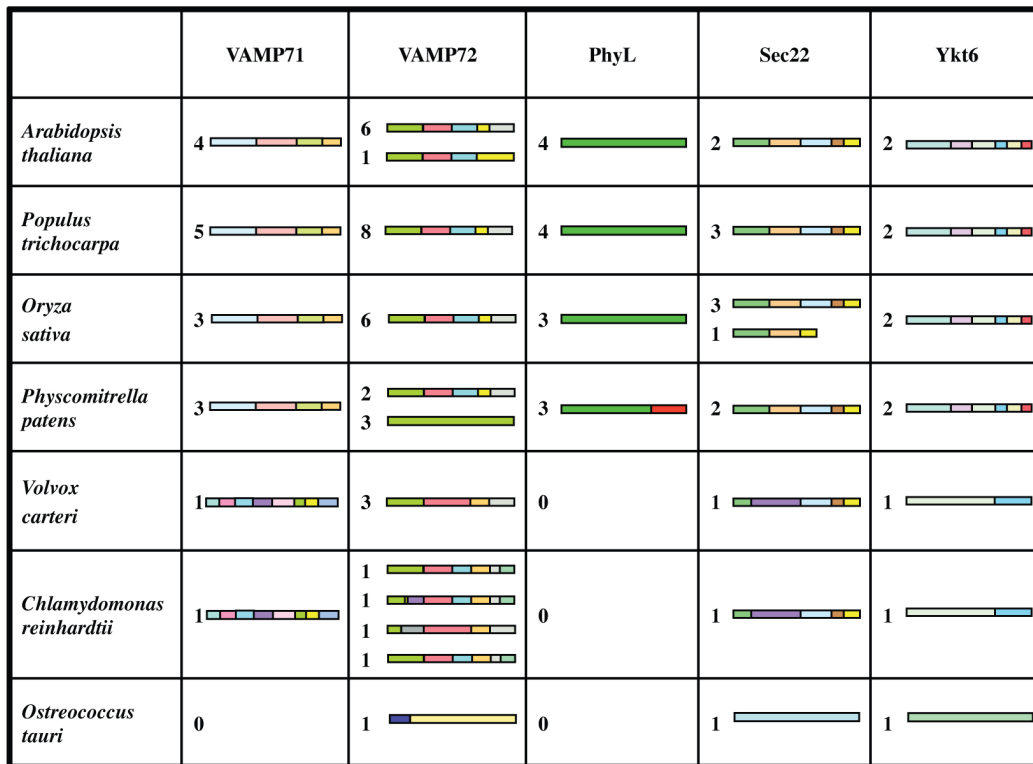 VAMP71 VAMP72 PhyL Sec22 Ykt6
Arabidopsis
thaliana
4
6
1
4
2
2
Populus
trichocarpa
5
8
4
3
2
Oryza
sativa
3
6
3
3
1
2
Physcomitrella
patens
3
2
3
3
2
2
Volvox
carteri
1
3
0
1
1
Chlamydomonas
reinhardtii
1
1
1
1
1
0
1
1
Ostreococcus
tauri
0
1
0
1
1